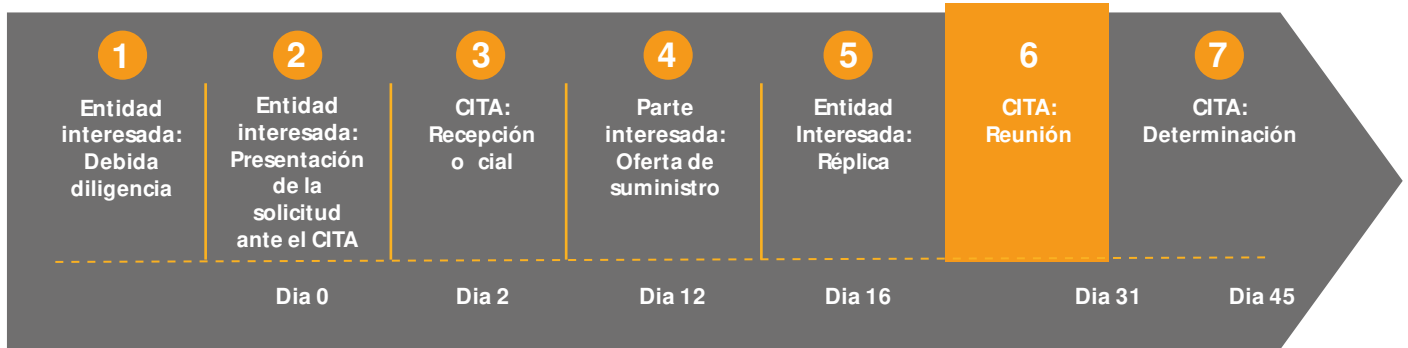 1
Entidad
interesada:
Debida
diligencia
2
Entidad
interesada:
Presentación
de la
solicitud
ante el CITA
3
CITA:
Recepción
o cial
4
Parte
interesada:
Oferta de
suministro
5
Entidad
Interesada:
Réplica
6
CITA:
Reunión
7
CITA:
Determinación
Dia 0
Dia 2
Dia 12
Dia 16
Dia 31
Dia 45